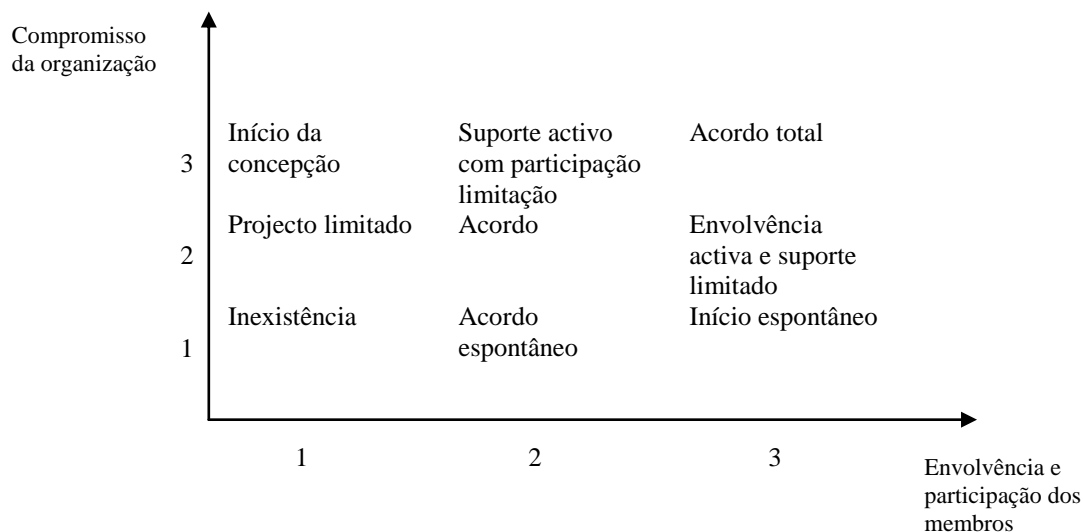 Compromisso
da organização
3
Início da
concepção
Suporte activo
com participação
limitação
Acordo total
2
Projecto limitado
Acordo
Envolvência
activa e suporte
limitado
1
Inexistência
Acordo
espontâneo
Início espontâneo
1
2
3
Envolvência e
participação dos
membros